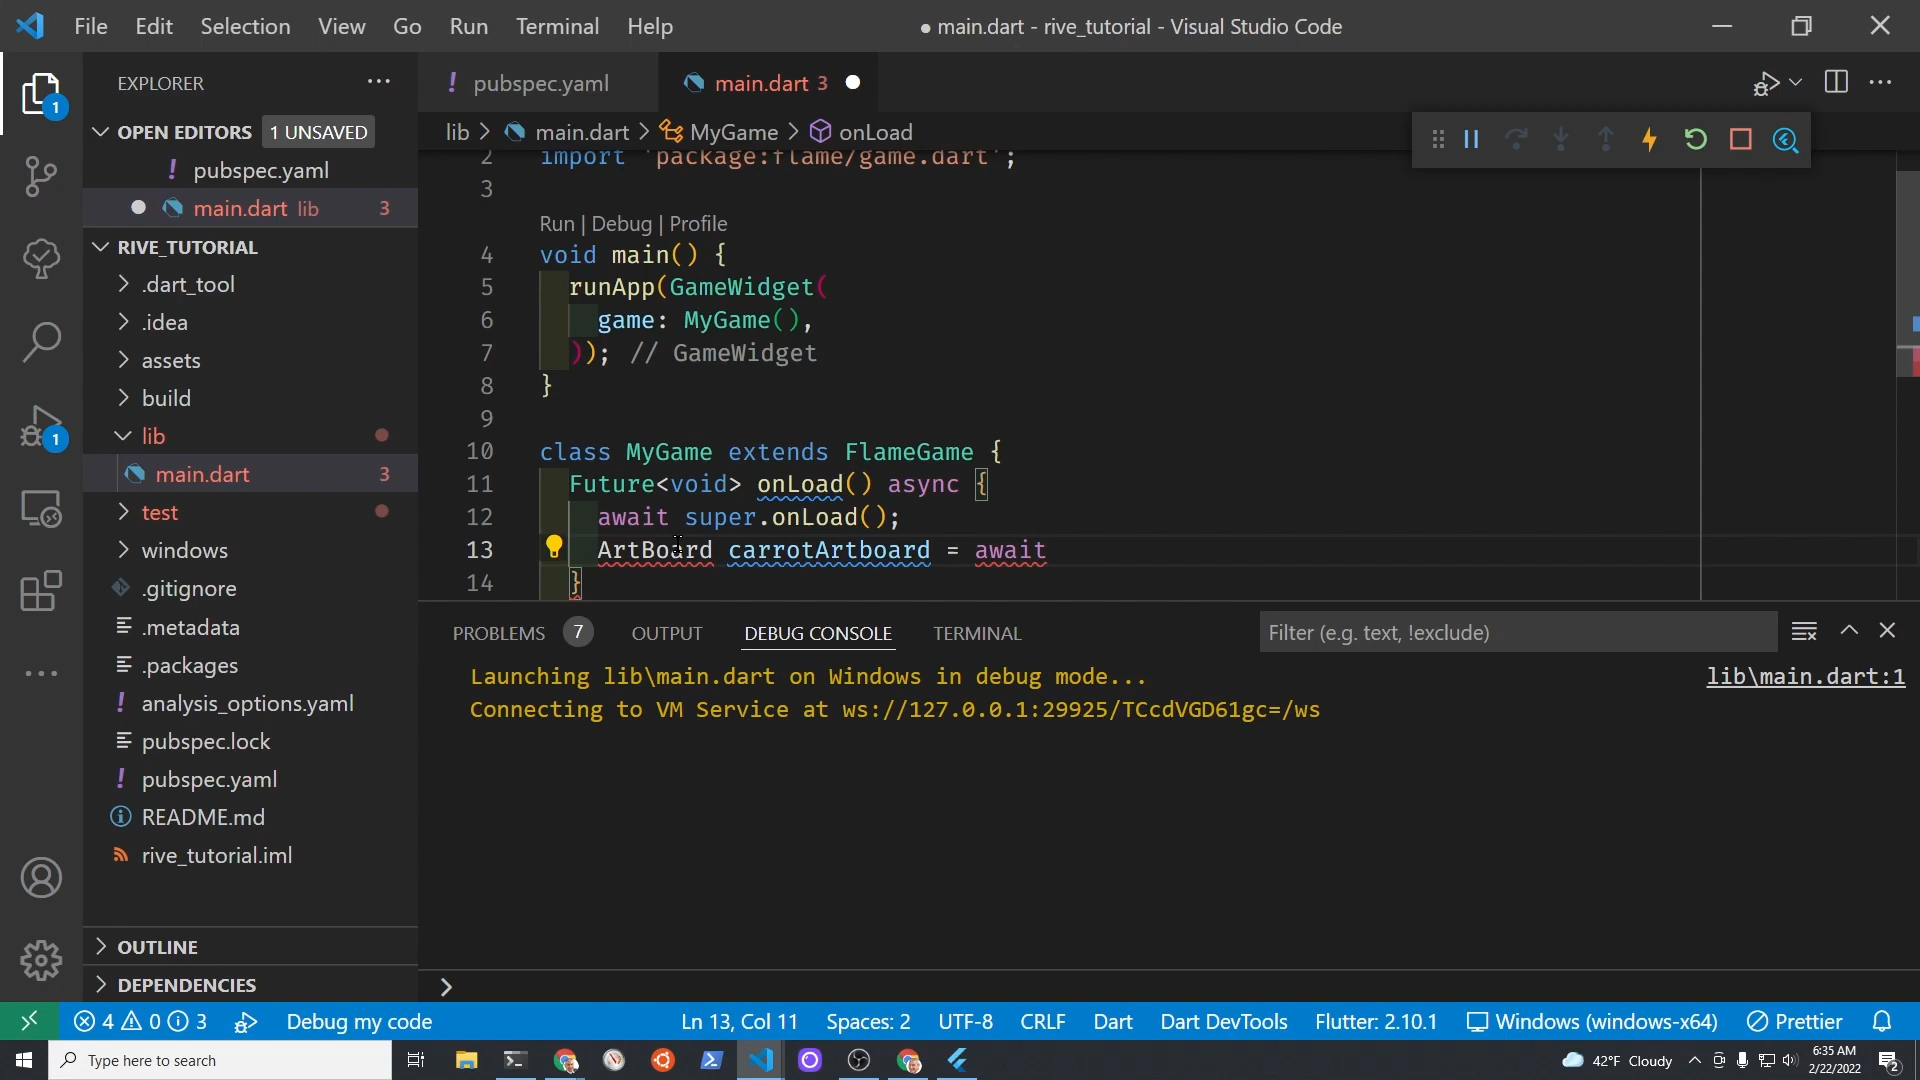 File Edit Selection View Go Run Terminal Help
● main.dart - rive_tutorial - Visual Studio Code
EXPLORER
1
OPEN EDITORS 1 UNSAVED
! pubspec.yaml
main.dart lib 3
RIVE_TUTORIAL
.dart_tool
.idea
assets
build
lib
main.dart 3
test
windows
.gitignore
.metadata
.packages
analysis_options.yaml
pubspec.lock
pubspec.yaml
README.md
rive_tutorial.iml
OUTLINE
DEPENDENCIES
1
! pubspec.yaml
main.dart 3
lib > main.dart > MyGame > onLoad
2 import 'package:flame/game.dart';
3
Run | Debug | Profile
4 void main() {
5 runApp(GameWidget(
6 game: MyGame(),
7 )); // GameWidget
8 }
9
10 class MyGame extends FlameGame {
11 Future<void> onLoad() async {
12 await super.onLoad();
13 ArtBoard carrotArtboard = await
14 }
PROBLEMS 7 OUTPUT DEBUG CONSOLE TERMINAL
Filter (e.g. text, !exclude)
Launching lib\main.dart on Windows in debug mode... lib\main.dart:1
Connecting to VM Service at ws://127.0.0.1:29925/TCcdVGD61gc=/ws
4 0 3 Debug my code
Ln 13, Col 11 Spaces: 2 UTF-8 CRLF Dart Dart DevTools Flutter: 2.10.1 Windows (windows-x64) Prettier
Type here to search
42°F Cloudy
6:35 AM
2/22/2022
2